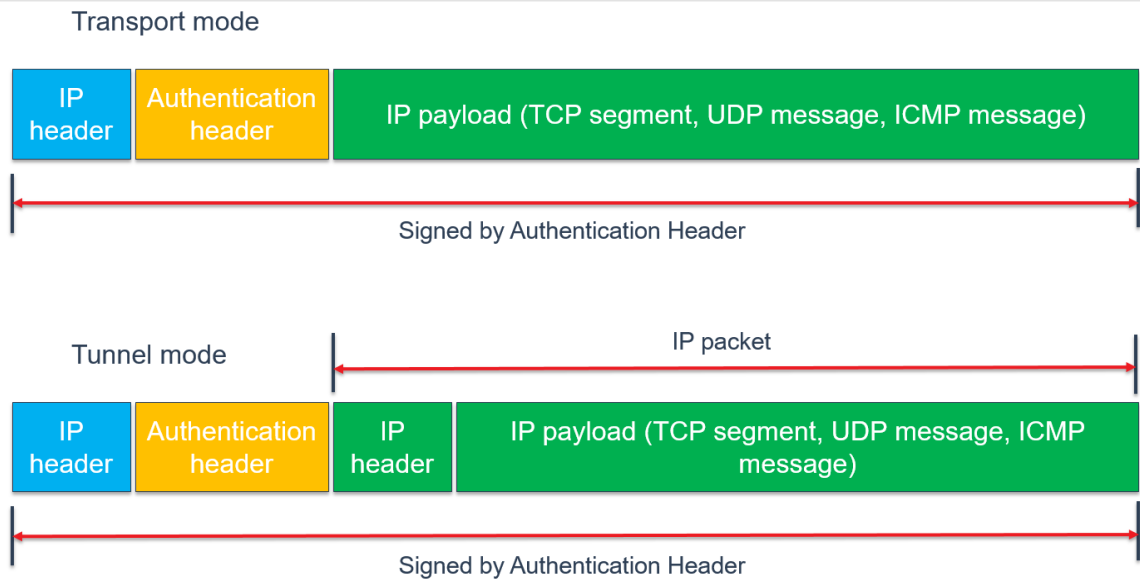 Transport mode
IP
header
Authentication
header
IP payload (TCP segment, UDP message, ICMP message)
Signed by Authentication Header
Tunnel mode
IP packet
IP
header
Authentication
header
IP
header
IP payload (TCP segment, UDP message, ICMP
message)
Signed by Authentication Header